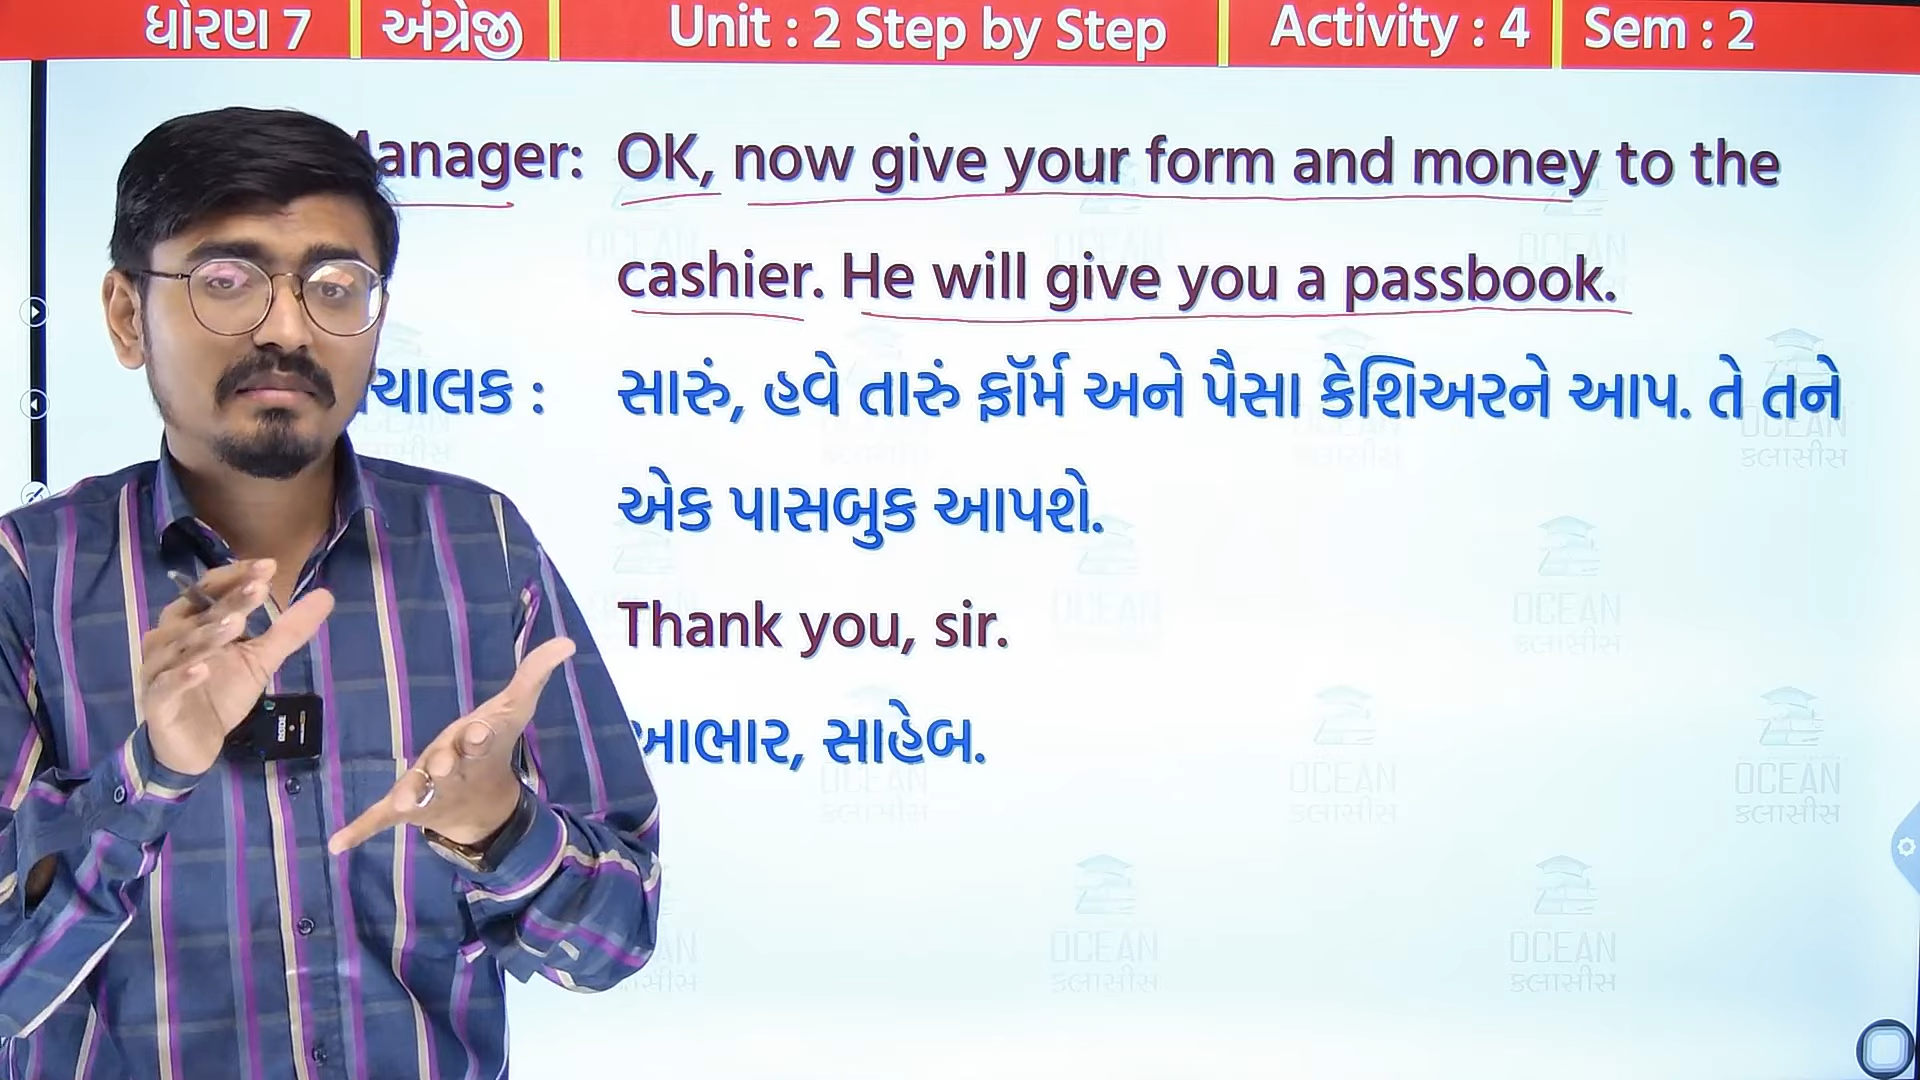 ધોરણ 7 અંગ્રેજી Unit : 2 Step by Step Activity : 4 Sem : 2
OK, now give your form and money to the
cashier. He will give you a passbook.
સારું, હવે તારું ફૉર્મ અને પૈસા કેશિઅરને આપ. તે તને
એક પાસબુક આપશે.
Thank you, sir.
આભાર, સાહેબ.
OCEAN
કલાસીસ